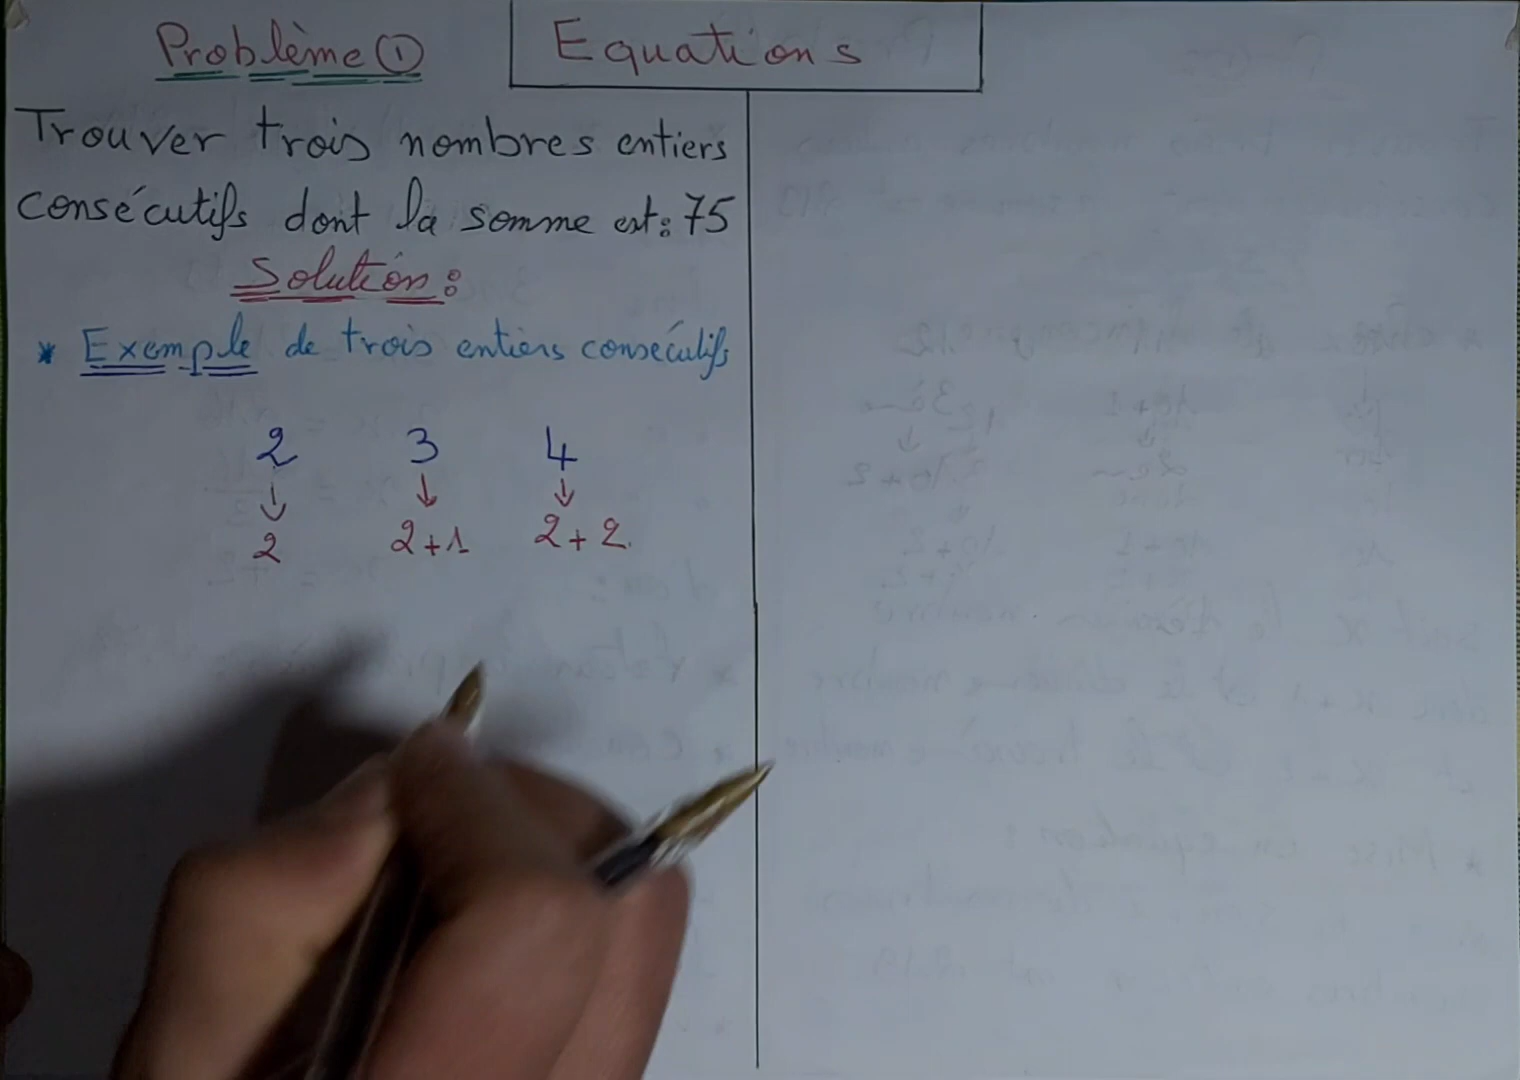 Problème ①
Equations
Trouver trois nombres entiers
consécutifs dont la somme est : 75
Solution :
* Exemple de trois entiers consécutifs
2 3 4
↓ ↓ ↓
2 2+1 2+2